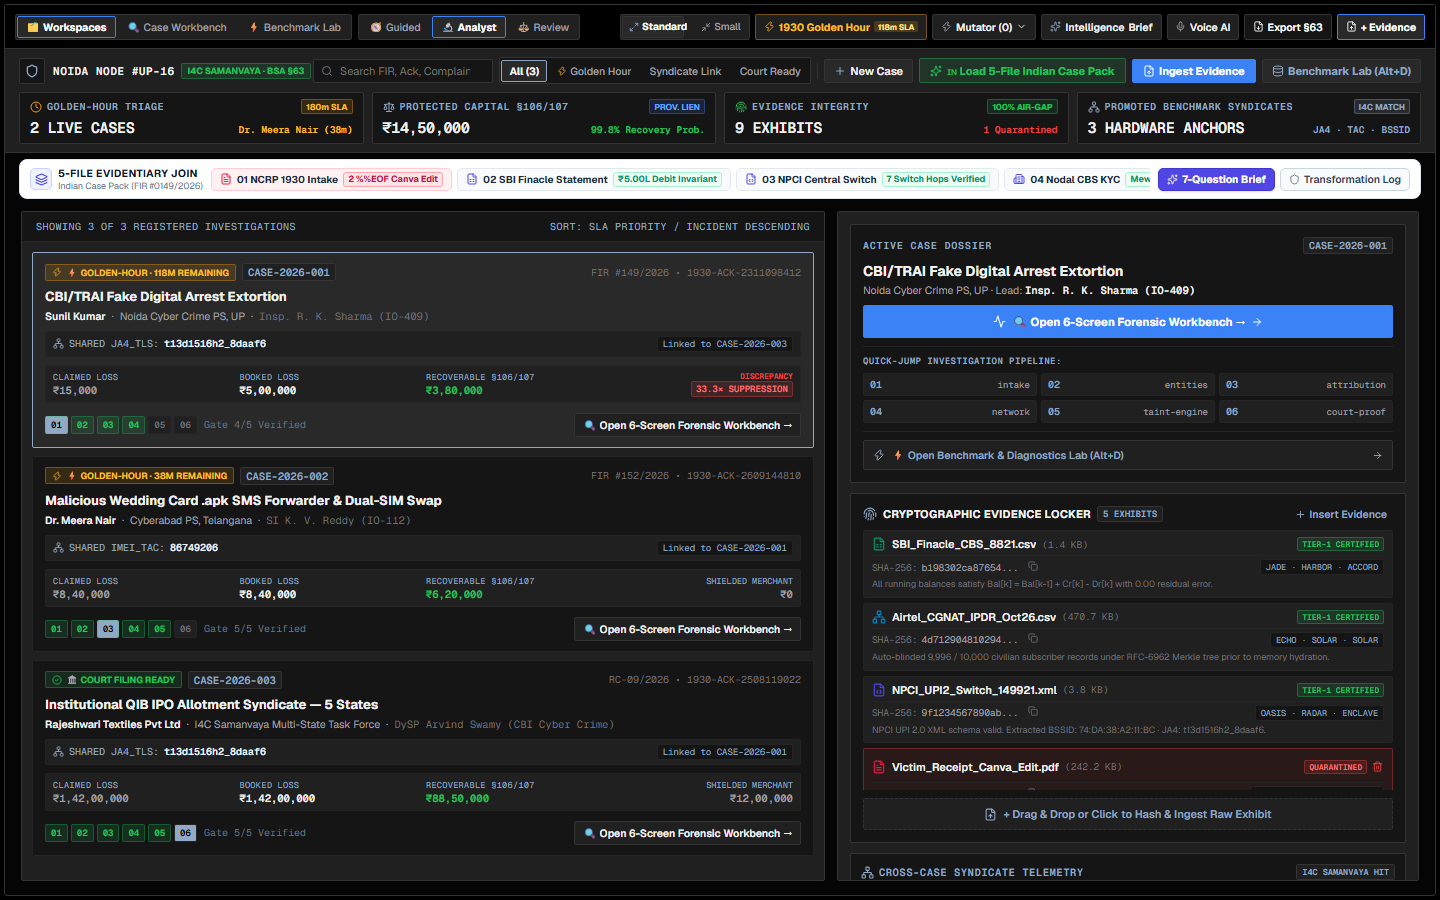 Workspaces Case Workbench Benchmark Lab Guided Analyst Review Standard Small 1930 Golden Hour 118m SLA Mutator (0) Intelligence Brief Voice AI Export §63 + Evidence
NOIDA NODE #UP-16 I4C SAMANVAYA · BSA §63 Search FIR, Ack, Complair All (3) Golden Hour Syndicate Link Court Ready New Case IN Load 5-File Indian Case Pack Ingest Evidence Benchmark Lab (Alt+D)
GOLDEN-HOUR TRIAGE 180m SLA
2 LIVE CASES Dr. Meera Nair (38m)
PROTECTED CAPITAL §106/107 PROV. LIEN
₹14,50,000 99.8% Recovery Prob.
EVIDENCE INTEGRITY 100% AIR-GAP
9 EXHIBITS 1 Quarantined
PROMOTED BENCHMARK SYNDICATES I4C MATCH
3 HARDWARE ANCHORS JA4 · TAC · BSSID
5-FILE EVIDENTIARY JOIN
Indian Case Pack (FIR #0149/2026)
01 NCRP 1930 Intake 2 %%EOF Canva Edit 02 SBI Finacle Statement ₹5.00L Debit Invariant 03 NPCI Central Switch 7 Switch Hops Verified 04 Nodal CBS KYC Mew 7-Question Brief Transformation Log
SHOWING 3 OF 3 REGISTERED INVESTIGATIONS SORT: SLA PRIORITY / INCIDENT DESCENDING
GOLDEN-HOUR · 118M REMAINING CASE-2026-001 FIR #149/2026 • 1930-ACK-2311098412
CBI/TRAI Fake Digital Arrest Extortion
Sunil Kumar · Noida Cyber Crime PS, UP · Insp. R. K. Sharma (IO-409)
SHARED JA4_TLS: t13d1516h2_8daaf6 Linked to CASE-2026-003
CLAIMED LOSS BOOKED LOSS RECOVERABLE §106/107 DISCREPANCY
₹15,000 ₹5,00,000 ₹3,80,000 33.3× SUPPRESSION
01 02 03 04 05 06 Gate 4/5 Verified Open 6-Screen Forensic Workbench →
GOLDEN-HOUR · 38M REMAINING CASE-2026-002 FIR #152/2026 • 1930-ACK-2609144810
Malicious Wedding Card .apk SMS Forwarder & Dual-SIM Swap
Dr. Meera Nair · Cyberabad PS, Telangana · SI K. V. Reddy (IO-112)
SHARED IMEI_TAC: 86749206 Linked to CASE-2026-001
CLAIMED LOSS BOOKED LOSS RECOVERABLE §106/107 SHIELDED MERCHANT
₹8,40,000 ₹8,40,000 ₹6,20,000 ₹0
01 02 03 04 05 06 Gate 5/5 Verified Open 6-Screen Forensic Workbench →
COURT FILING READY CASE-2026-003 RC-09/2026 • 1930-ACK-2508119022
Institutional QIB IPO Allotment Syndicate — 5 States
Rajeshwari Textiles Pvt Ltd · I4C Samanvaya Multi-State Task Force · DySP Arvind Swamy (CBI Cyber Crime)
SHARED JA4_TLS: t13d1516h2_8daaf6 Linked to CASE-2026-001
CLAIMED LOSS BOOKED LOSS RECOVERABLE §106/107 SHIELDED MERCHANT
₹1,42,00,000 ₹1,42,00,000 ₹88,50,000 ₹12,00,000
01 02 03 04 05 06 Gate 5/5 Verified Open 6-Screen Forensic Workbench →
ACTIVE CASE DOSSIER CASE-2026-001
CBI/TRAI Fake Digital Arrest Extortion
Noida Cyber Crime PS, UP · Lead: Insp. R. K. Sharma (IO-409)
Open 6-Screen Forensic Workbench → →
QUICK-JUMP INVESTIGATION PIPELINE:
01 intake 02 entities 03 attribution
04 network 05 taint-engine 06 court-proof
Open Benchmark & Diagnostics Lab (Alt+D) →
CRYPTOGRAPHIC EVIDENCE LOCKER 5 EXHIBITS + Insert Evidence
SBI_Finacle_CBS_8821.csv (1.4 KB) TIER-1 CERTIFIED
SHA-256: b198302ca87654... JADE · HARBOR · ACCORD
All running balances satisfy Bal[k] = Bal[k-1] + Cr[k] - Dr[k] with 0.00 residual error.
Airtel_CGNAT_IPDR_Oct26.csv (470.7 KB) TIER-1 CERTIFIED
SHA-256: 4d712904810294... ECHO · SOLAR · SOLAR
Auto-blinded 9,996 / 10,000 civilian subscriber records under RFC-6962 Merkle tree prior to memory hydration.
NPCI_UPI2_Switch_149921.xml (3.8 KB) TIER-1 CERTIFIED
SHA-256: 9f1234567890ab... OASIS · RADAR · ENCLAVE
NPCI UPI 2.0 XML schema valid. Extracted BSSID: 74:DA:38:A2:11:BC · JA4: t13d1516h2_8daaf6.
Victim_Receipt_Canva_Edit.pdf (242.2 KB) QUARANTINED
+ Drag & Drop or Click to Hash & Ingest Raw Exhibit
CROSS-CASE SYNDICATE TELEMETRY I4C SAMANVAYA HIT